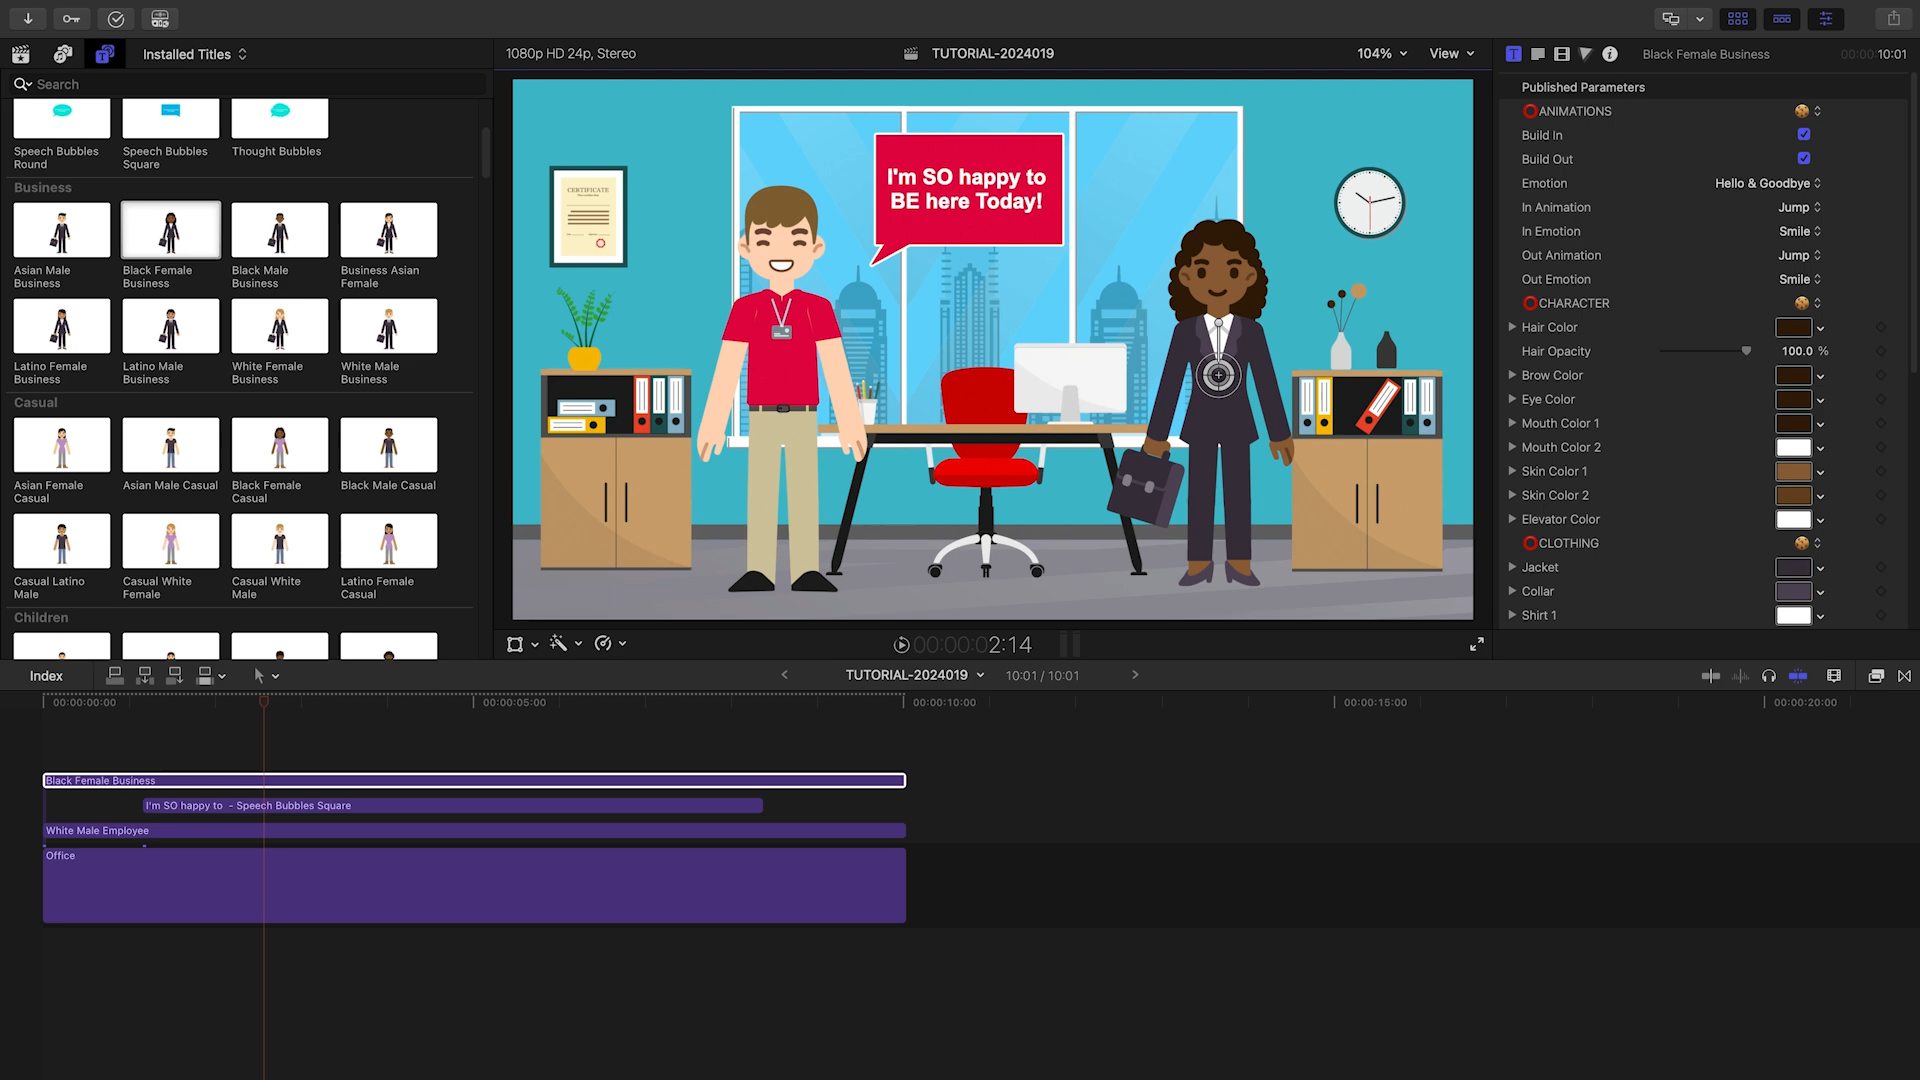 Installed Titles
1080p HD 24p, Stereo
TUTORIAL-2024019
104%
View
Black Female Business
00:00:10:01
Search
Speech Bubbles
Round
Speech Bubbles
Square
Thought Bubbles
Business
Asian Male
Business
Black Female
Business
Black Male
Business
Business Asian
Female
Latino Female
Business
Latino Male
Business
White Female
Business
White Male
Business
Casual
Asian Female
Casual
Asian Male Casual
Black Female
Casual
Black Male Casual
Casual Latino
Male
Casual White
Female
Casual White
Male
Latino Female
Casual
Children
CERTIFICATE
I'm SO happy to
BE here Today!
00:00:02:14
Published Parameters
ANIMATIONS
Build In
Build Out
Emotion
Hello & Goodbye
In Animation
Jump
In Emotion
Smile
Out Animation
Jump
Out Emotion
Smile
CHARACTER
Hair Color
Hair Opacity
100.0 %
Brow Color
Eye Color
Mouth Color 1
Mouth Color 2
Skin Color 1
Skin Color 2
Elevator Color
CLOTHING
Jacket
Collar
Shirt 1
Index
TUTORIAL-2024019
10:01 / 10:01
00:00:00:00
00:00:05:00
00:00:10:00
00:00:15:00
00:00:20:00
Black Female Business
I'm SO happy to - Speech Bubbles Square
White Male Employee
Office